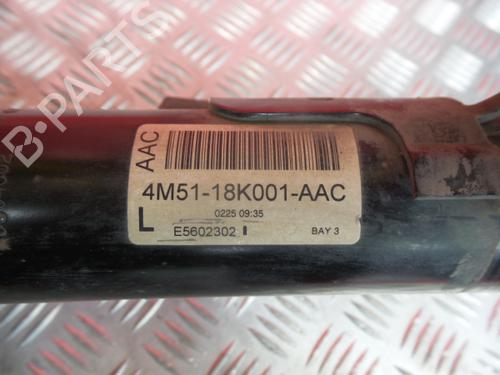 B-PARTS
AAC
4M51-18K001-AAC
L
0225 09:35
E5602302
BAY 3